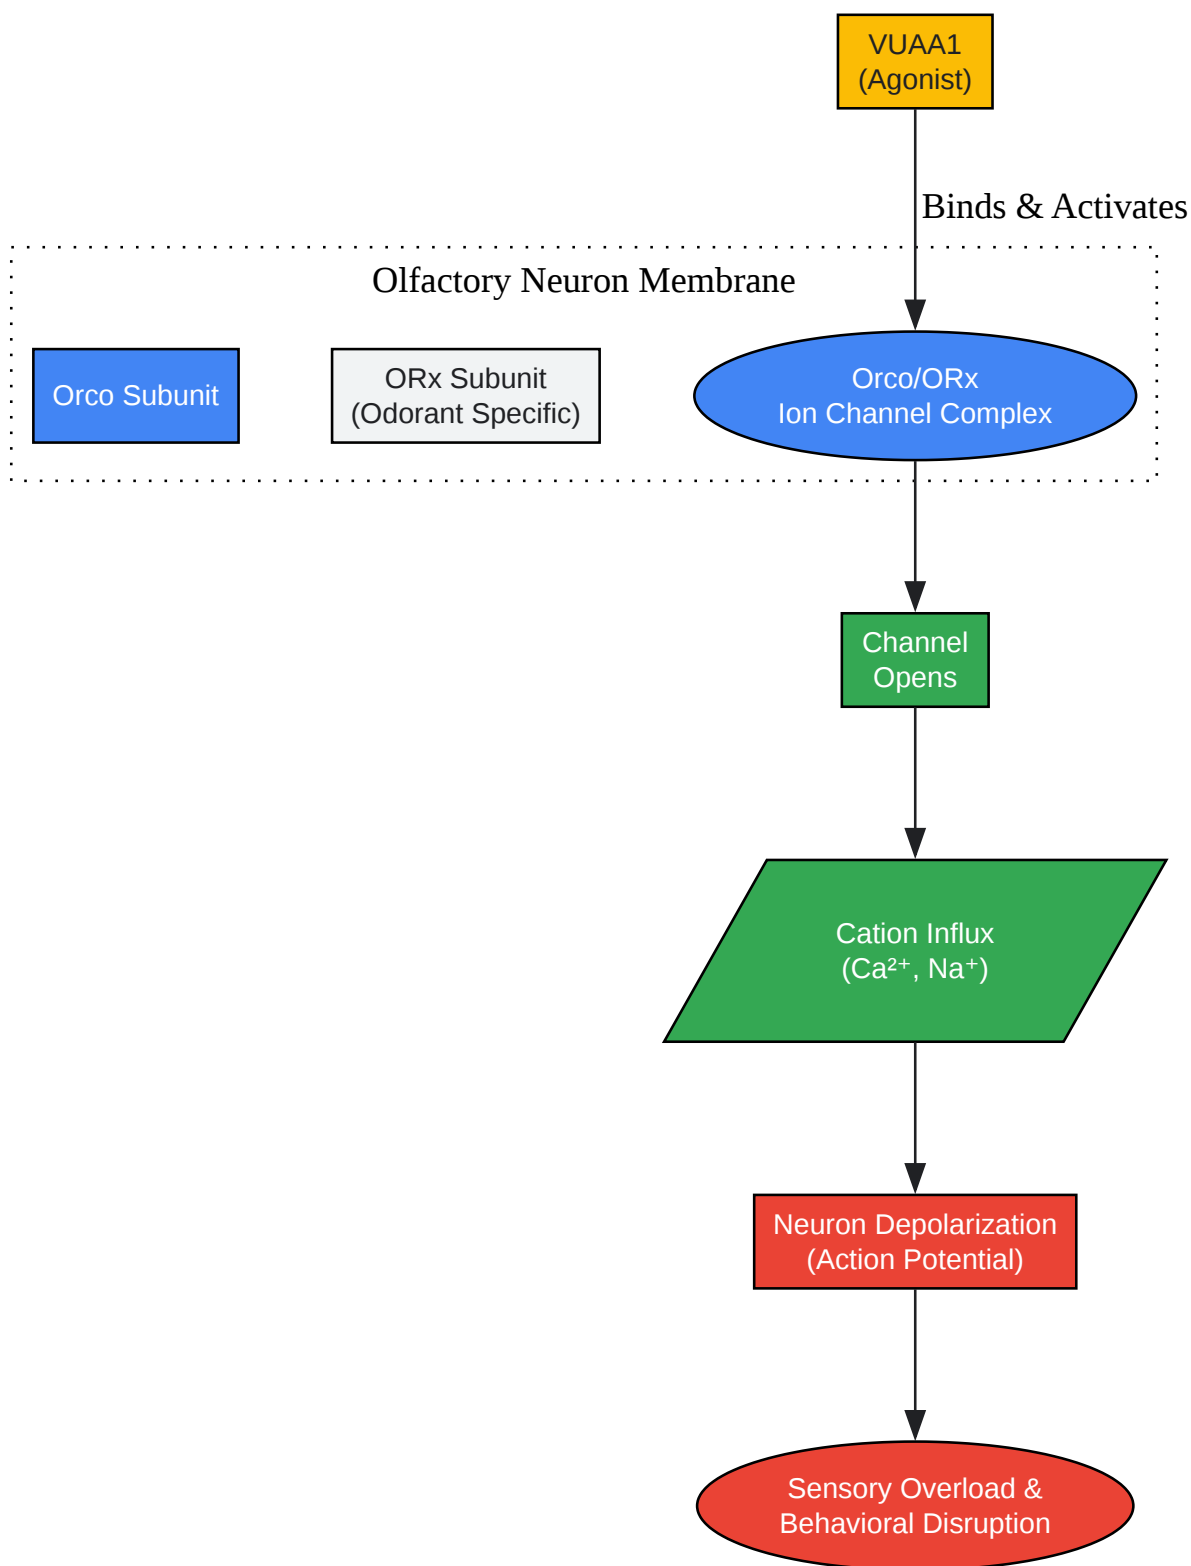 VUAA1
(Agonist)
Binds & Activates
Olfactory Neuron Membrane
Orco Subunit
ORx Subunit
(Odorant Specific)
Orco/ORx
Ion Channel Complex
Channel
Opens
Cation Influx
(Ca²⁺, Na⁺)
Neuron Depolarization
(Action Potential)
Sensory Overload &
Behavioral Disruption